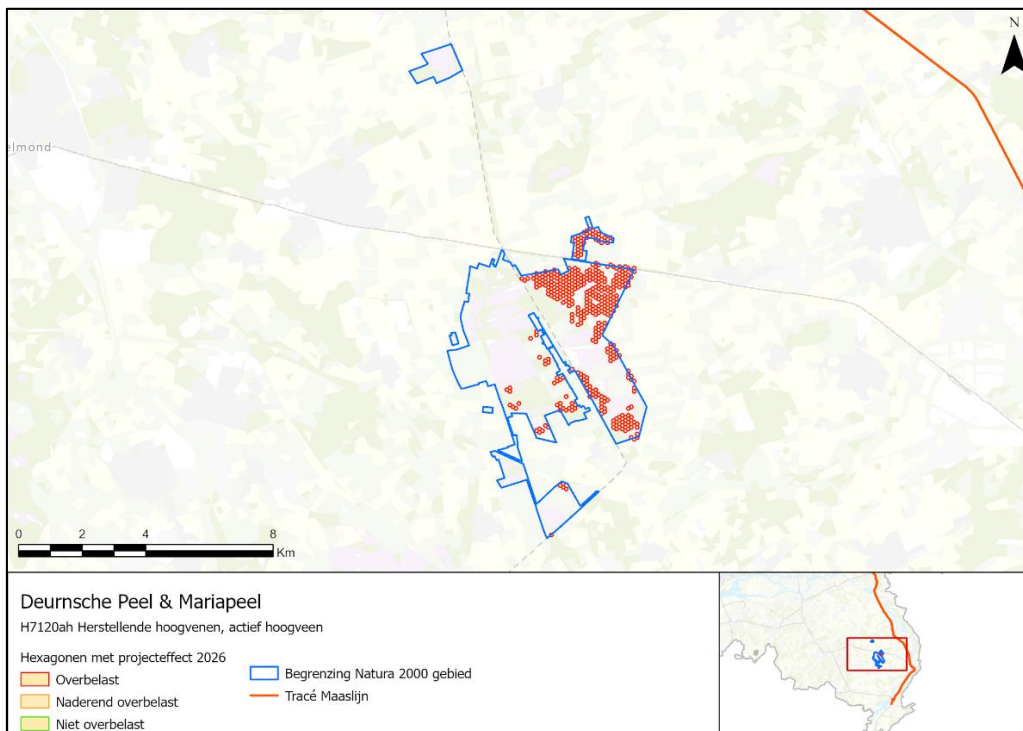 N
elmond
0 2 4 8
Km
Deurnsche Peel & Mariapeel
H7120ah Herstellende hoogvenen, actief hoogveen
Hexagonen met projecteffect 2026
Overbelast
Naderend overbelast
Niet overbelast
Begrenzing Natura 2000 gebied
Tracé Maaslijn